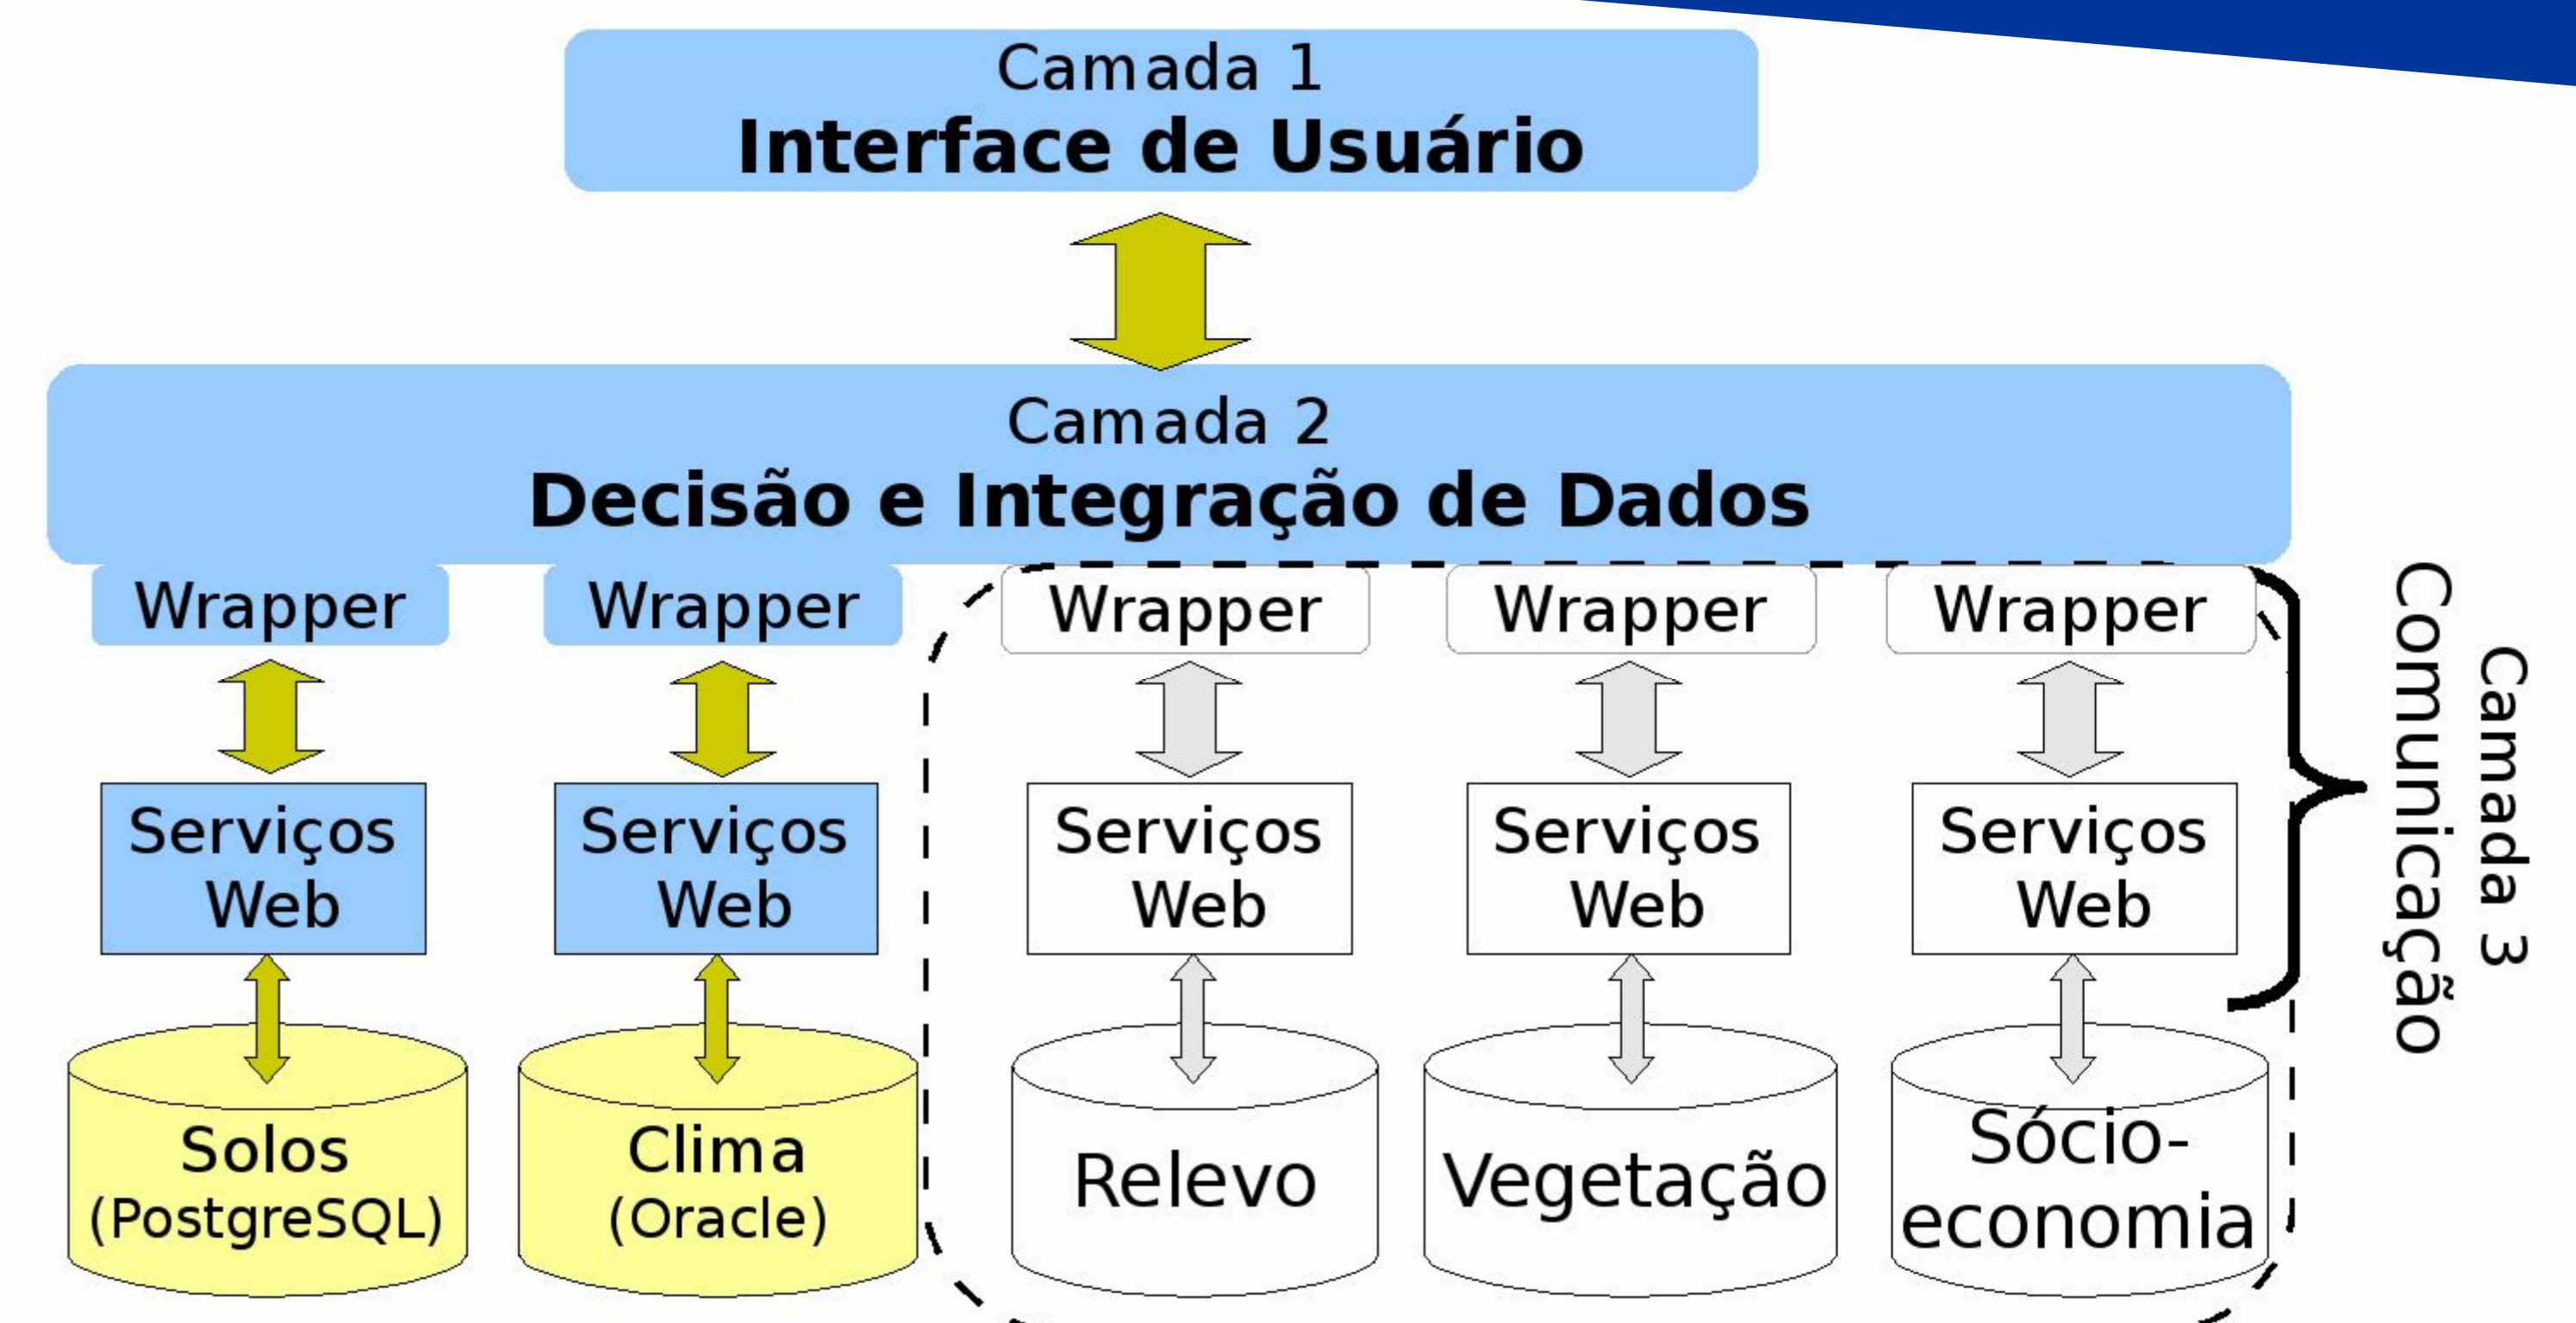 Camada 1
Interface de Usuário
Camada 2
Decisão e Integração de Dados
Wrapper
Wrapper
Wrapper
Wrapper
Wrapper
Serviços
Web
Serviços
Web
Serviços
Web
Serviços
Web
Serviços
Web
Solos
(PostgreSQL)
Clima
(Oracle)
Relevo
Vegetação
Sócio-
economia
Camada 3
Comunicação